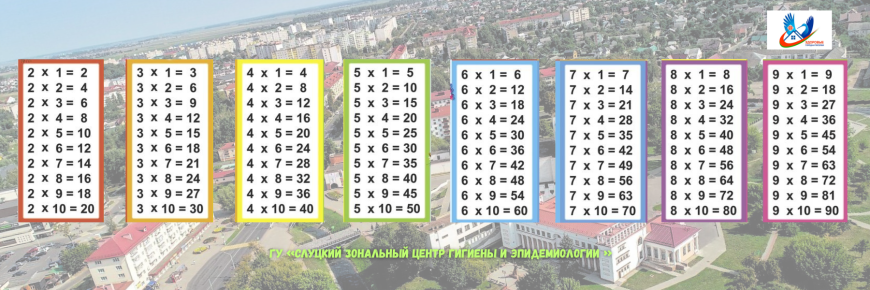 2 x 1 = 2
2 x 2 = 4
2 x 3 = 6
2 x 4 = 8
2 x 5 = 10
2 x 6 = 12
2 x 7 = 14
2 x 8 = 16
2 x 9 = 18
2 x 10 = 20
3 x 1 = 3
3 x 2 = 6
3 x 3 = 9
3 x 4 = 12
3 x 5 = 15
3 x 6 = 18
3 x 7 = 21
3 x 8 = 24
3 x 9 = 27
3 x 10 = 30
4 x 1 = 4
4 x 2 = 8
4 x 3 = 12
4 x 4 = 16
4 x 5 = 20
4 x 6 = 24
4 x 7 = 28
4 x 8 = 32
4 x 9 = 36
4 x 10 = 40
5 x 1 = 5
5 x 2 = 10
5 x 3 = 15
5 x 4 = 20
5 x 5 = 25
5 x 6 = 30
5 x 7 = 35
5 x 8 = 40
5 x 9 = 45
5 x 10 = 50
6 x 1 = 6
6 x 2 = 12
6 x 3 = 18
6 x 4 = 24
6 x 5 = 30
6 x 6 = 36
6 x 7 = 42
6 x 8 = 48
6 x 9 = 54
6 x 10 = 60
7 x 1 = 7
7 x 2 = 14
7 x 3 = 21
7 x 4 = 28
7 x 5 = 35
7 x 6 = 42
7 x 7 = 49
7 x 8 = 56
7 x 9 = 63
7 x 10 = 70
8 x 1 = 8
8 x 2 = 16
8 x 3 = 24
8 x 4 = 32
8 x 5 = 40
8 x 6 = 48
8 x 7 = 56
8 x 8 = 64
8 x 9 = 72
8 x 10 = 80
9 x 1 = 9
9 x 2 = 18
9 x 3 = 27
9 x 4 = 36
9 x 5 = 45
9 x 6 = 54
9 x 7 = 63
9 x 8 = 72
9 x 9 = 81
9 x 10 = 90
ГУ «СЛУЦКИЙ ЗОНАЛЬНЫЙ ЦЕНТР ГИГИЕНЫ И ЭПИДЕМИОЛОГИИ »